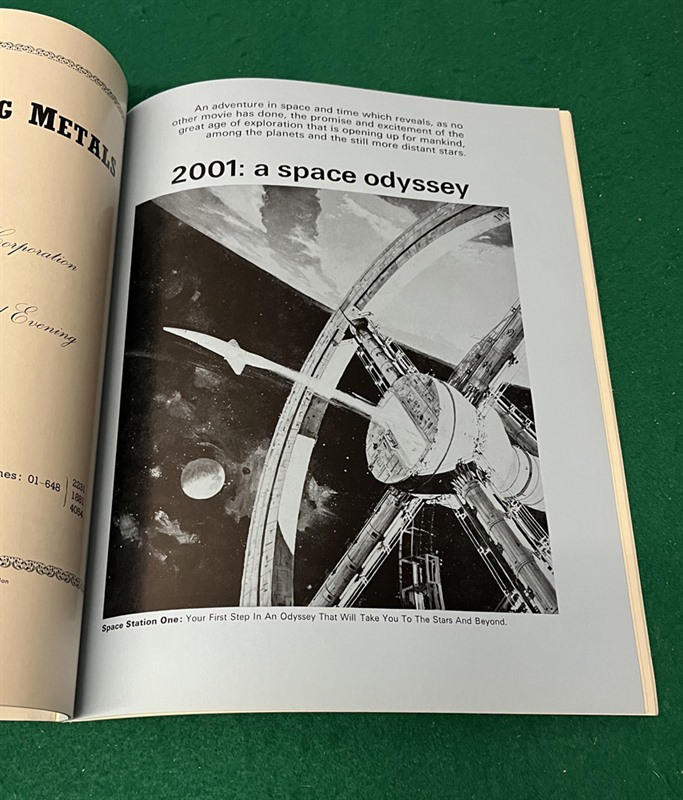 G METALS
Corporation
Evening
nes: 01-648
2231
4064
An adventure in space and time which reveals, as no
other movie has done, the promise and excitement of the
great age of exploration that is opening up for mankind,
among the planets and the still more distant stars.
2001: a space odyssey
Space Station One: Your First Step In An Odyssey That Will Take You To The Stars And Beyond.